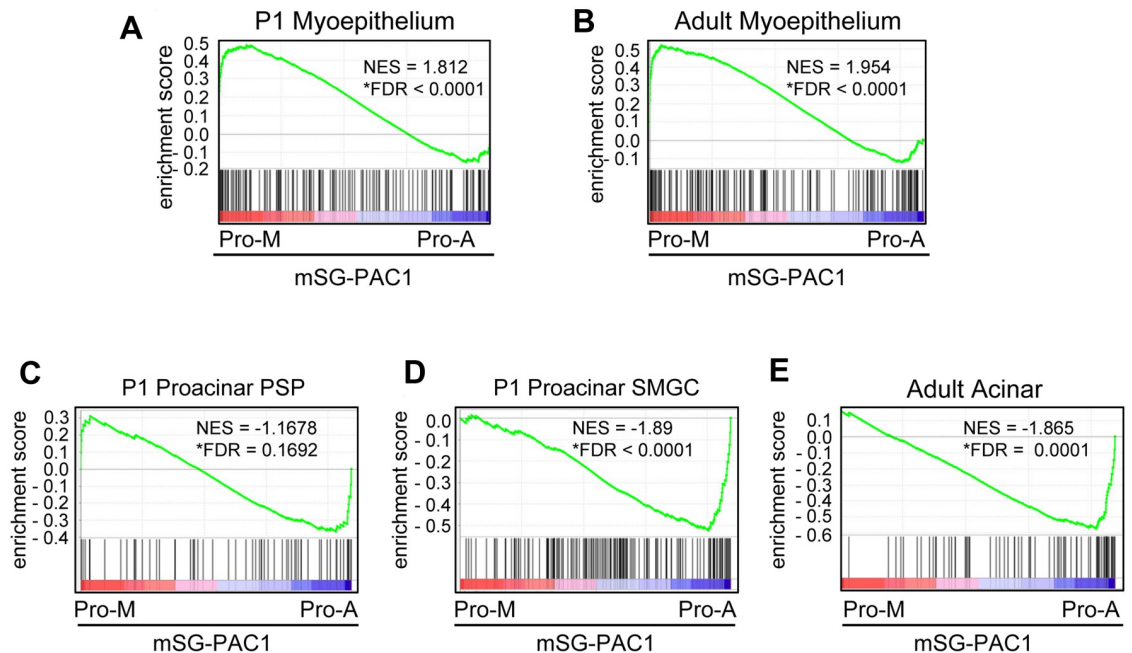 A
P1 Myoepithelium
enrichment score
0.5
0.4
0.3
0.2
0.1
0.0
- 0.1
- 0.2
NES = 1.812
*FDR < 0.0001
Pro-M Pro-A
mSG-PAC1
B
Adult Myoepithelium
enrichment score
0.5
0.4
0.3
0.2
0.1
0.0
- 0.1
NES = 1.954
*FDR < 0.0001
Pro-M Pro-A
mSG-PAC1
C
P1 Proacinar PSP
enrichment score
0.3
0.2
0.1
0.0
- 0.1
- 0.2
- 0.3
- 0.4
NES = -1.1678
*FDR = 0.1692
Pro-M Pro-A
mSG-PAC1
D
P1 Proacinar SMGC
enrichment score
0.0
- 0.1
- 0.2
- 0.3
- 0.4
- 0.5
NES = -1.89
*FDR < 0.0001
Pro-M Pro-A
mSG-PAC1
E
Adult Acinar
enrichment score
0.1
0.0
- 0.1
- 0.2
- 0.3
- 0.4
- 0.5
- 0.6
NES = -1.865
*FDR = 0.0001
Pro-M Pro-A
mSG-PAC1